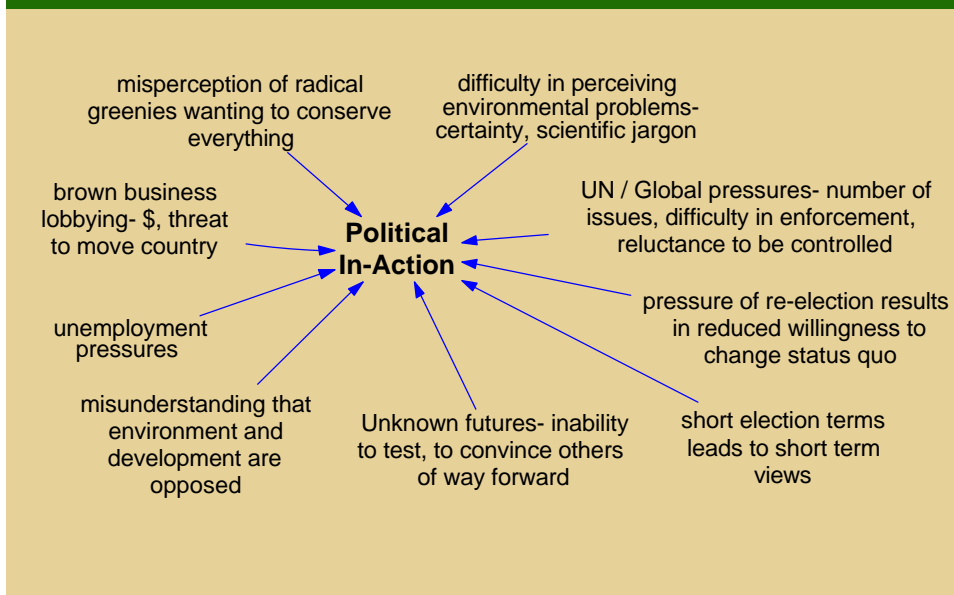 misperception of radical
greenies wanting to conserve
everything
difficulty in perceiving
environmental problems-
certainty, scientific jargon
brown business
lobbying- $, threat
to move country
UN / Global pressures- number of
issues, difficulty in enforcement,
reluctance to be controlled
Political
In-Action
unemployment
pressures
pressure of re-election results
in reduced willingness to
change status quo
misunderstanding that
environment and
development are
opposed
Unknown futures- inability
to test, to convince others
of way forward
short election terms
leads to short term
views